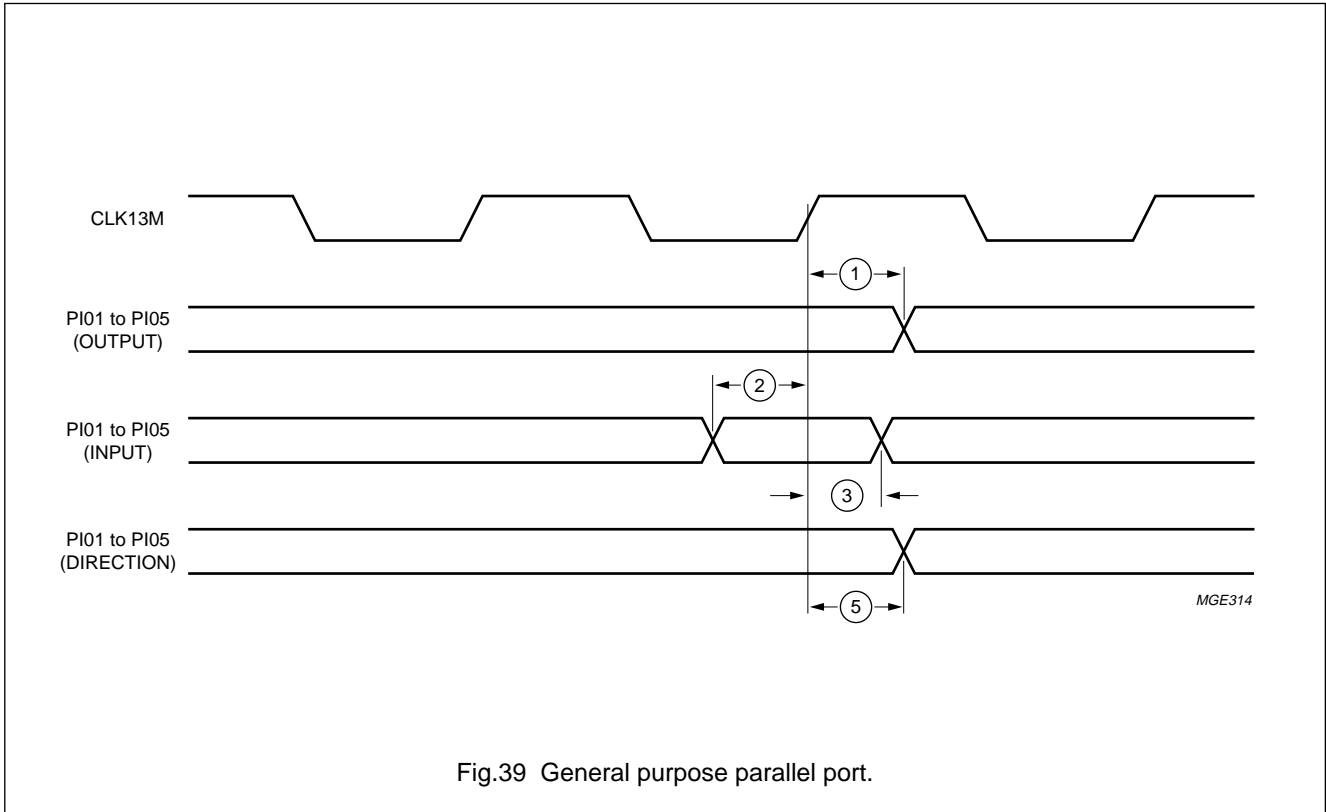 CLK13M
1
PI01 to PI05
(OUTPUT)
2
PI01 to PI05
(INPUT)
3
PI01 to PI05
(DIRECTION)
5
MGE314
Fig.39 General purpose parallel port.